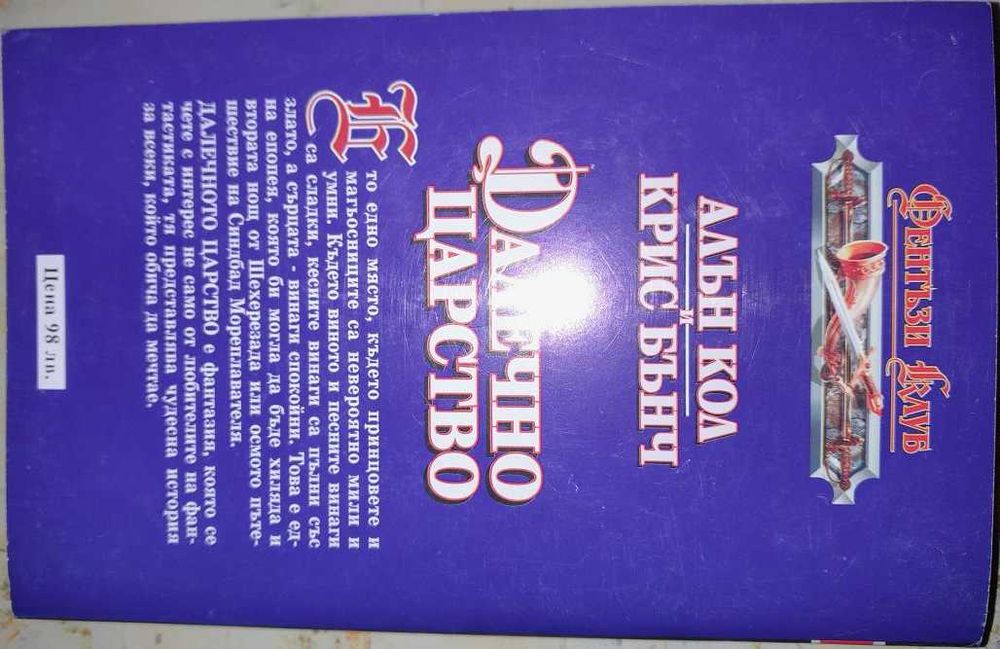 ФЕНТЪЗИ КЛУБ
АЛЪН КОЛ
И
КРИС БЪНЧ
ДАЛЕЧНО
ЦАРСТВО
Ето едно място, където принцовете и
магьосниците са невероятно мили и
умни. Където виното и песните винаги
са сладки, кесиите винаги са пълни със
злато, а сърцата - винаги спокойни. Това е ед-
на епопея, която би могла да бъде хиляда и
втората нощ от Шехерезада или осмото пъте-
шествие на Синдбад Мореплавателя.
ДАЛЕЧНОТО ЦАРСТВО е фантазия, която се
чете с интерес не само от любителите на фан-
тастиката, тя представлява чудесна история
за всеки, който обича да мечтае.
Цена 98 лв.